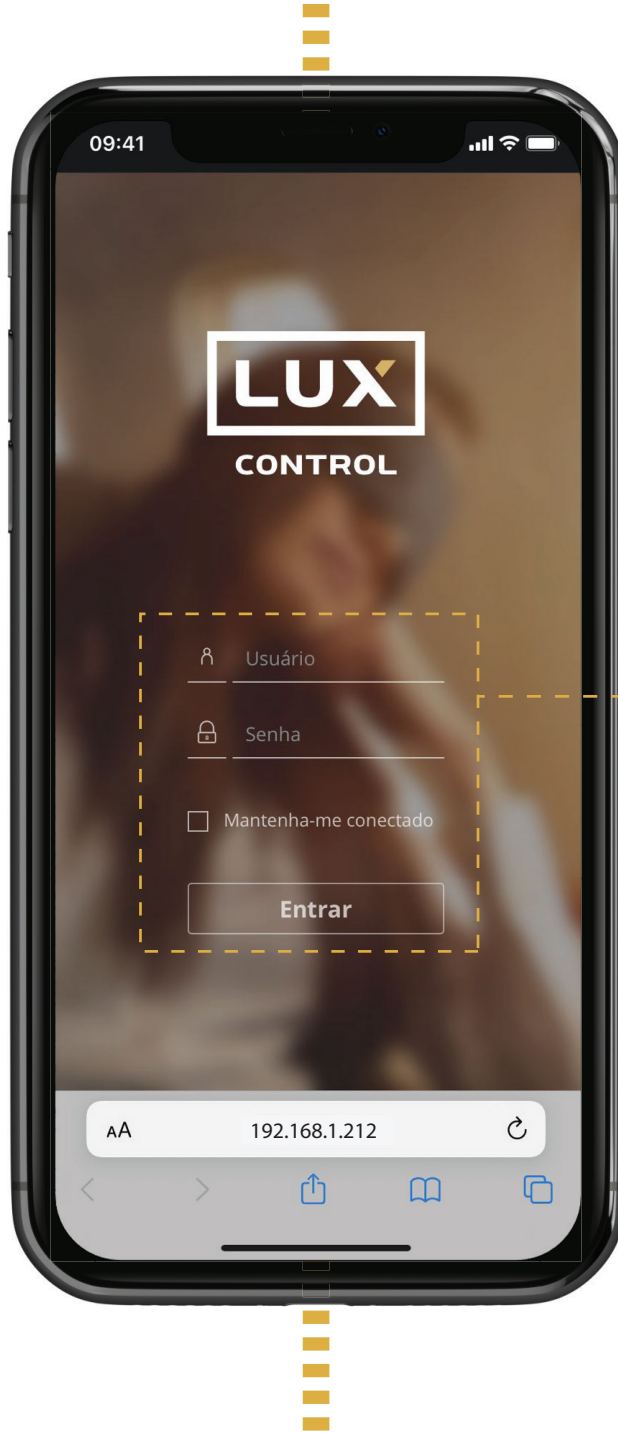 09:41
LUX
CONTROL
Usuário
Senha
Mantenha-me conectado
Entrar
AA
192.168.1.212